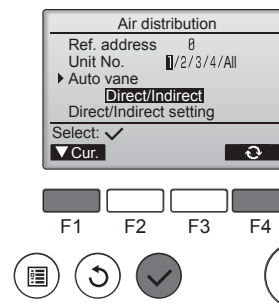 Air distribution
Ref. address 0
Unit No. 1/2/3/4/All
Auto vane
Direct/Indirect
Direct/Indirect setting
Select:
Cur.
F1 F2 F3 F4